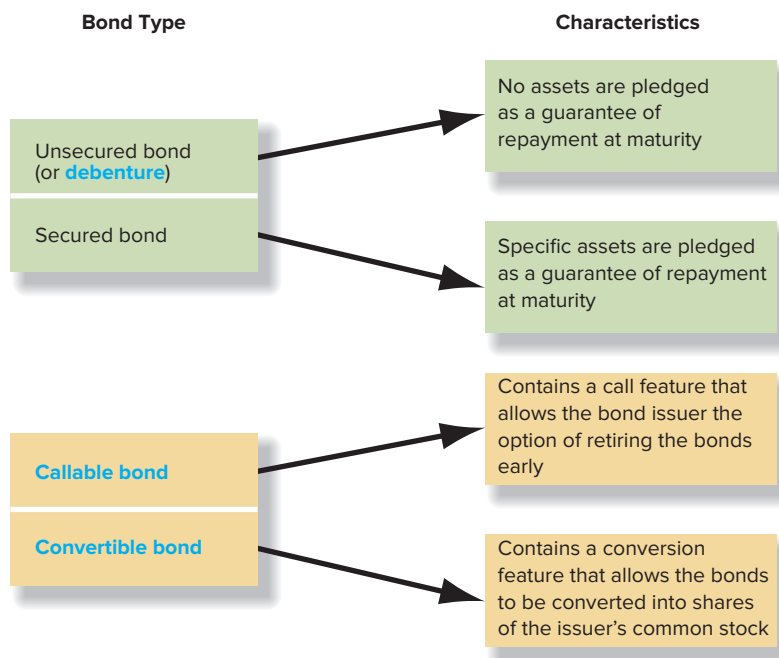 Bond Type
Characteristics
Unsecured bond
(or debenture)
Secured bond
No assets are pledged
as a guarantee of
repayment at maturity
Specific assets are pledged
as a guarantee of repayment
at maturity
Callable bond
Convertible bond
Contains a call feature that
allows the bond issuer the
option of retiring the bonds
early
Contains a conversion
feature that allows the bonds
to be converted into shares
of the issuer’s common stock